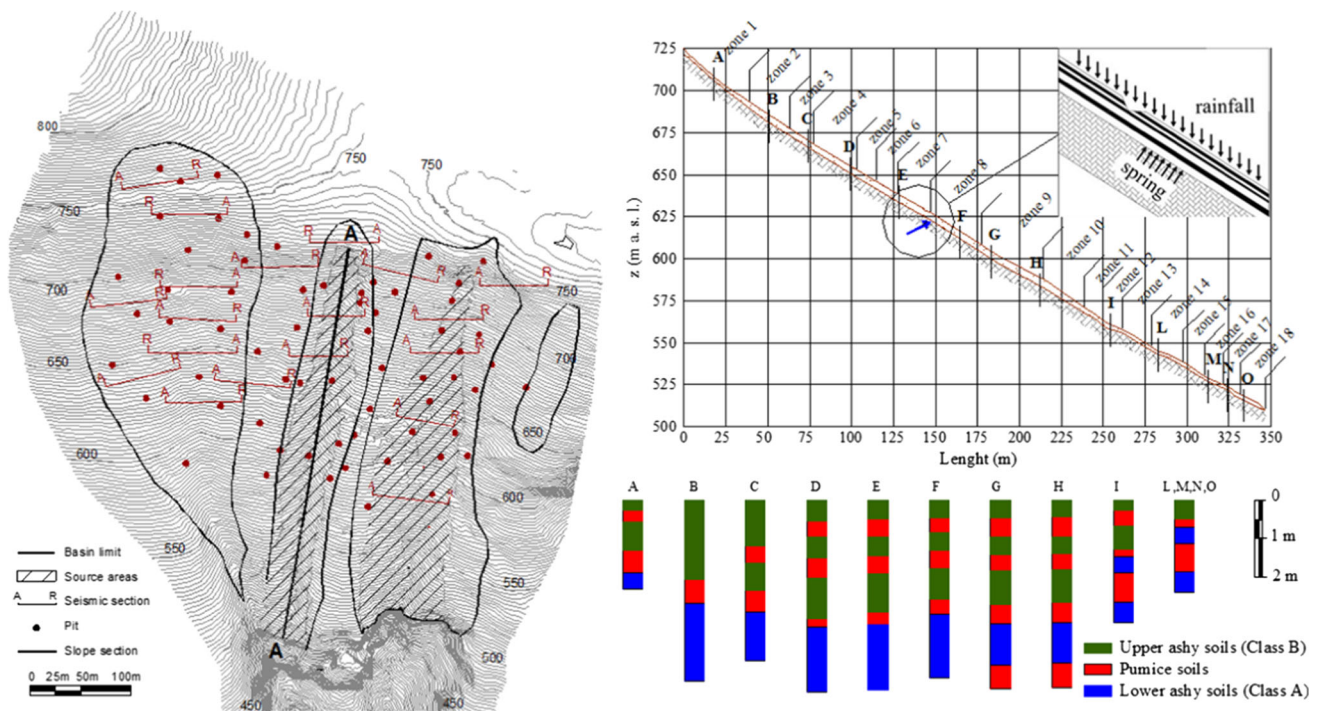 800
750
700
650
600
550
450
750
750
750
700
650
600
550
500
450
A
A
A R
R A
R A
A R
R A
A R
A R
A R
R A
R A
A R
A R
A R
A R
A R
A R
A R
A R
A R
Basin limit
Source areas
A R Seismic section
Pit
Slope section
0 25m 50m 100m
z (m a. s. l.)
725
700
675
650
625
600
575
550
525
500
0 25 50 75 100 125 150 175 200 225 250 275 300 325 350
Lenght (m)
A zone 1
zone 2
B zone 3
C zone 4
D zone 5
zone 6
E zone 7
zone 8
F zone 9
G
H zone 10
zone 11
I zone 12
zone 13
L zone 14
zone 15
M zone 16
N zone 17
O zone 18
rainfall
spring
A B C D E F G H I L,M,N,O
0
1 m
2 m
Upper ashy soils (Class B)
Pumice soils
Lower ashy soils (Class A)